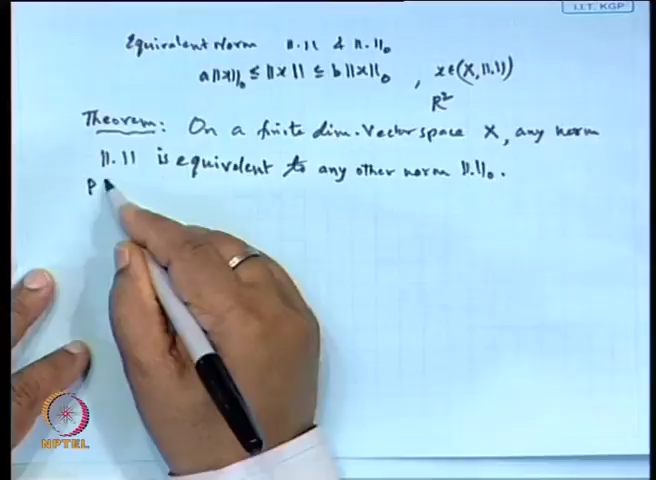 I.I.T. KGP
Equivalent Norm ||.|| & ||.||₀
a||x||₀ ≤ ||x|| ≤ b||x||₀ , x∈(X,||.||)
R²
Theorem: On a finite dim. Vector space X, any norm
||.|| is equivalent to any other norm ||.||₀.
P
NPTEL